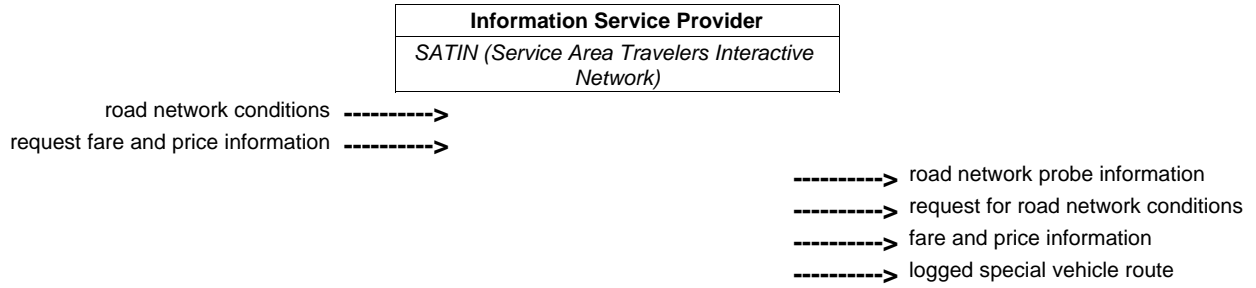 Information Service Provider
SATIN (Service Area Travelers Interactive
Network)
road network conditions ---------->
request fare and price information ---------->
----------> road network probe information
----------> request for road network conditions
----------> fare and price information
----------> logged special vehicle route